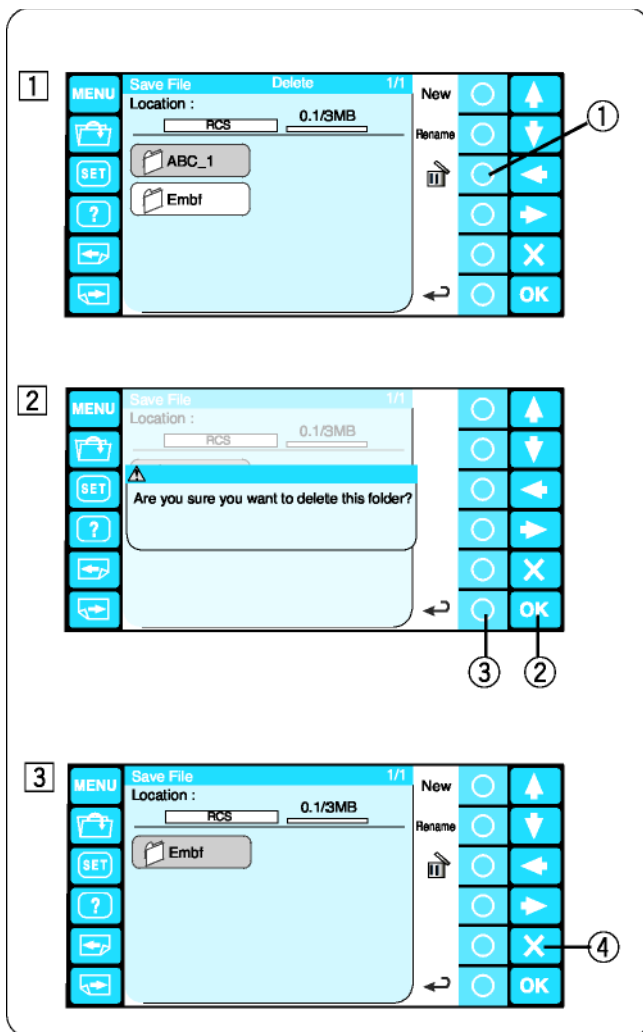 1
MENU
Save File Delete 1/1
New
Location :
RCS 0.1/3MB
Rename
①
ABC_1
SET
Embf
?
OK
2
MENU
Save File 1/1
Location :
RCS 0.1/3MB
SET
Are you sure you want to delete this folder?
?
OK
③ ②
3
MENU
Save File 1/1
New
Location :
RCS 0.1/3MB
Rename
Embf
SET
?
④
OK